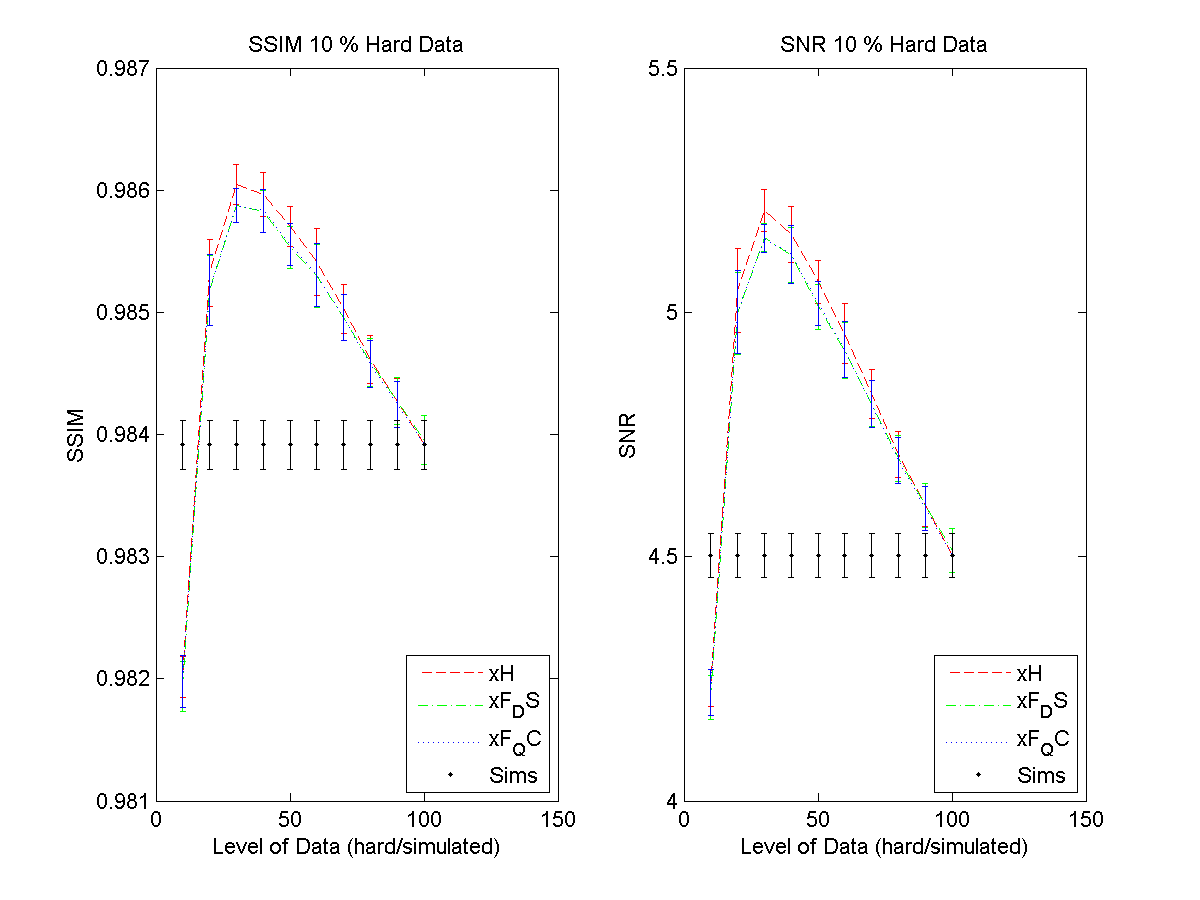 SSIM 10 % Hard Data
0.987
0.986
0.985
0.984
0.983
0.982
0.981
SSIM
0 50 100 150
Level of Data (hard/simulated)
xH
xF_DS
xF_QC
Sims
SNR 10 % Hard Data
5.5
5
4.5
4
SNR
0 50 100 150
Level of Data (hard/simulated)
xH
xF_DS
xF_QC
Sims